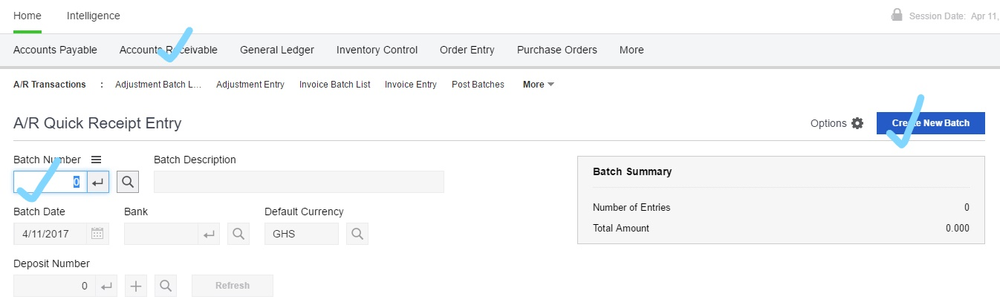 Home Intelligence Session Date: Apr 11,
Accounts Payable Accounts Receivable General Ledger Inventory Control Order Entry Purchase Orders More
A/R Transactions : Adjustment Batch L... Adjustment Entry Invoice Batch List Invoice Entry Post Batches More
A/R Quick Receipt Entry Options Create New Batch
Batch Number Batch Description
0
Batch Summary
Number of Entries 0
Total Amount 0.000
Batch Date Bank Default Currency
4/11/2017 GHS
Deposit Number
0 Refresh